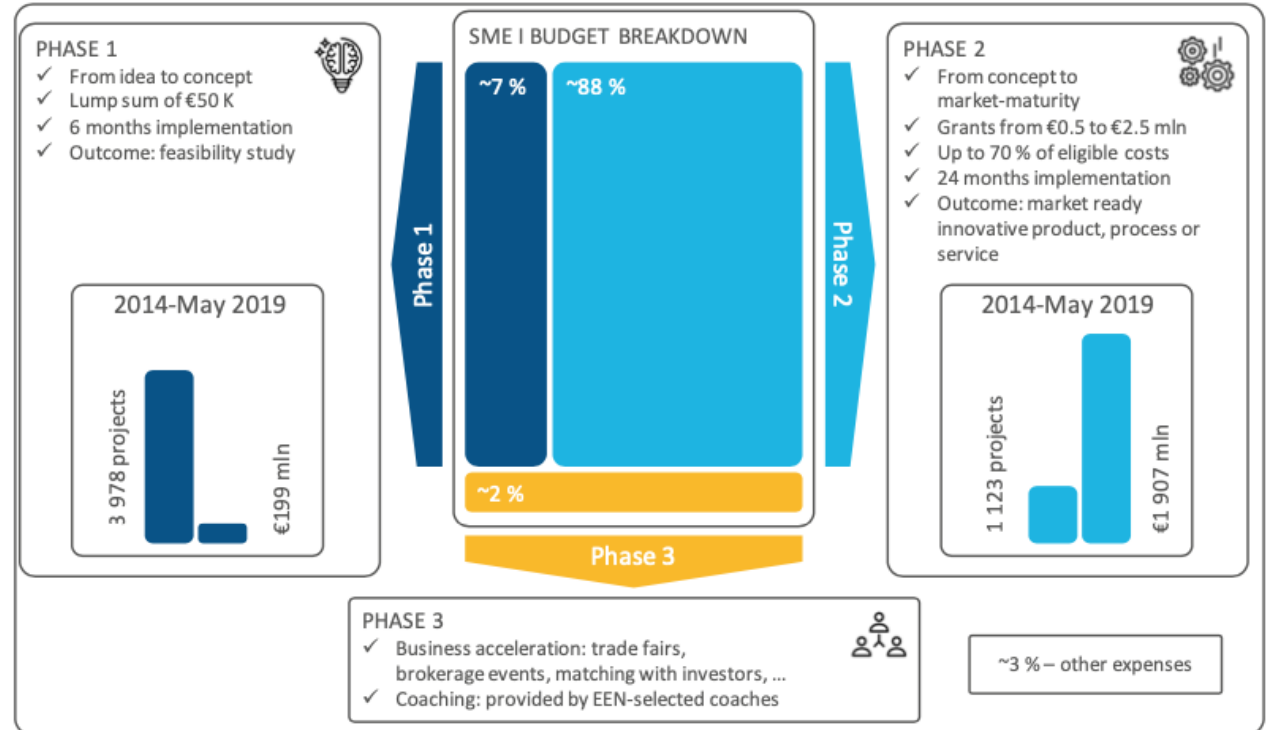 PHASE 1
✓ From idea to concept
✓ Lump sum of €50 K
✓ 6 months implementation
✓ Outcome: feasibility study
2014-May 2019
3 978 projects
€199 mln
SME I BUDGET BREAKDOWN
Phase 1
~7 %
~88 %
Phase 2
~2 %
Phase 3
PHASE 2
✓ From concept to
market-maturity
✓ Grants from €0.5 to €2.5 mln
✓ Up to 70 % of eligible costs
✓ 24 months implementation
✓ Outcome: market ready
innovative product, process or
service
2014-May 2019
1 123 projects
€1 907 mln
PHASE 3
✓ Business acceleration: trade fairs,
brokerage events, matching with investors, ...
✓ Coaching: provided by EEN-selected coaches
~3 % – other expenses